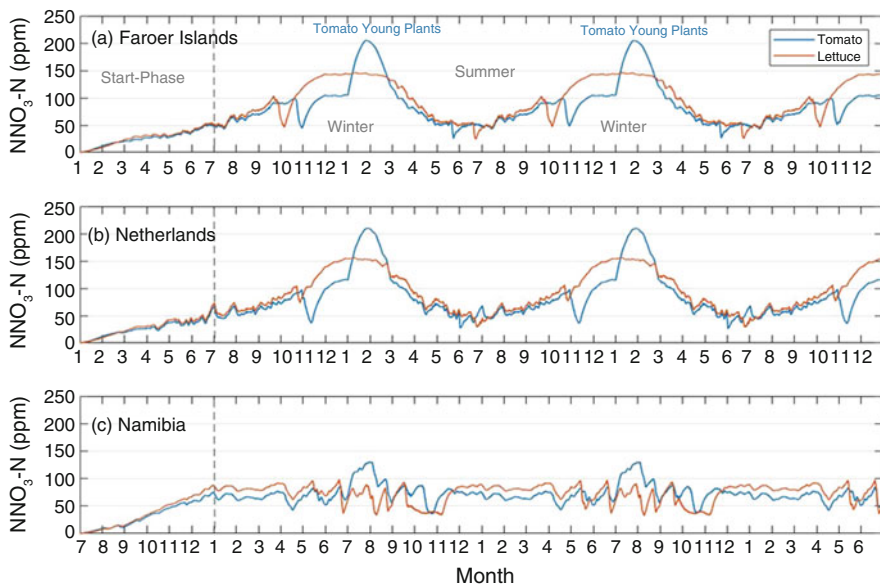 Tomato Young Plants
Tomato Young Plants
250
(a) Faroer Islands
Tomato
Lettuce
200
Start-Phase
Summer
150
100
Winter
Winter
50
0
NNO3-N (ppm)
1 2 3 4 5 6 7 8 9 10 11 12 1 2 3 4 5 6 7 8 9 10 11 12 1 2 3 4 5 6 7 8 9 10 11 12
250
(b) Netherlands
200
150
100
50
0
NNO3-N (ppm)
1 2 3 4 5 6 7 8 9 10 11 12 1 2 3 4 5 6 7 8 9 10 11 12 1 2 3 4 5 6 7 8 9 10 11 12
250
(c) Namibia
200
150
100
50
0
NNO3-N (ppm)
7 8 9 10 11 12 1 2 3 4 5 6 7 8 9 10 11 12 1 2 3 4 5 6 7 8 9 10 11 12 1 2 3 4 5 6
Month